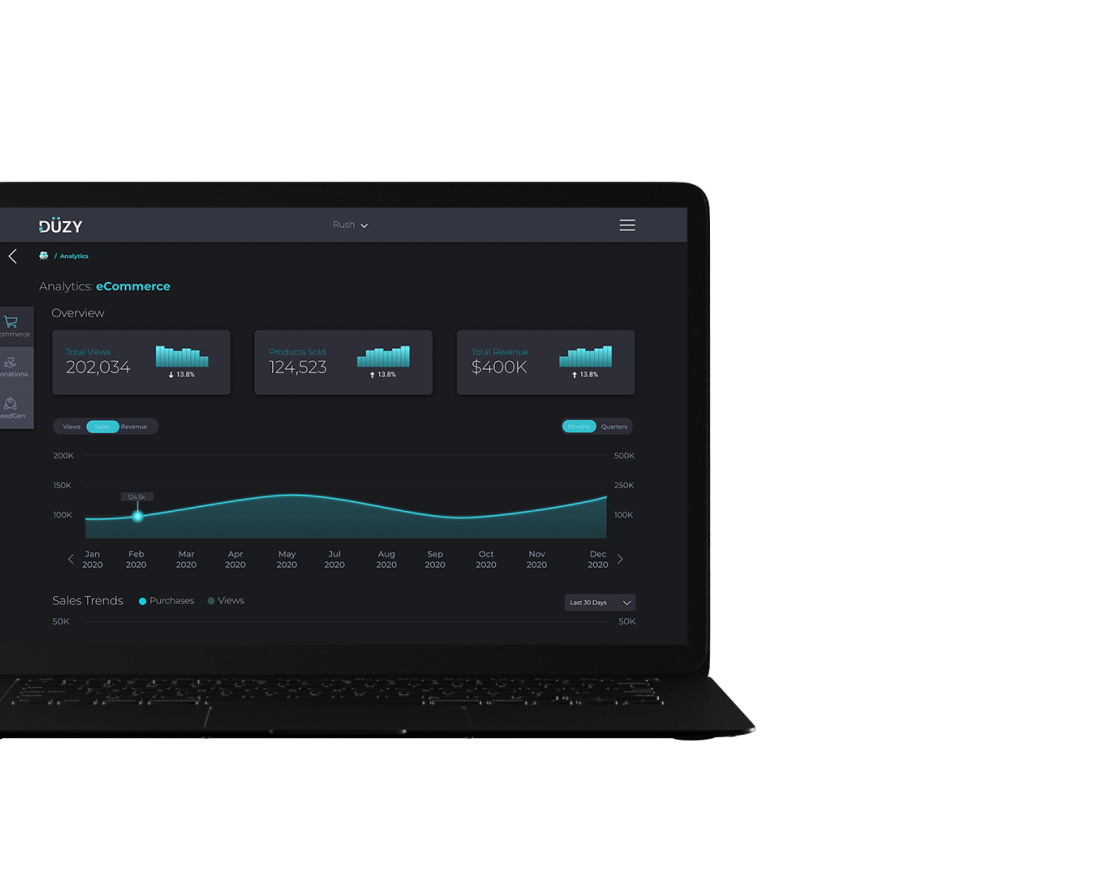 DÜZY
Rush
/ Analytics
Analytics: eCommerce
ommerce
onations
eadGen
Overview
Total Views
202,034
↓ 13.8%
Products Sold
124,523
↑ 13.8%
Total Revenue
$400K
↑ 13.8%
Views Sales Revenue
Months Quarters
200K 500K
150K 250K
124.5k
100K 100K
Jan 2020
Feb 2020
Mar 2020
Apr 2020
May 2020
Jul 2020
Aug 2020
Sep 2020
Oct 2020
Nov 2020
Dec 2020
Sales Trends Purchases Views
Last 30 Days
50K 50K